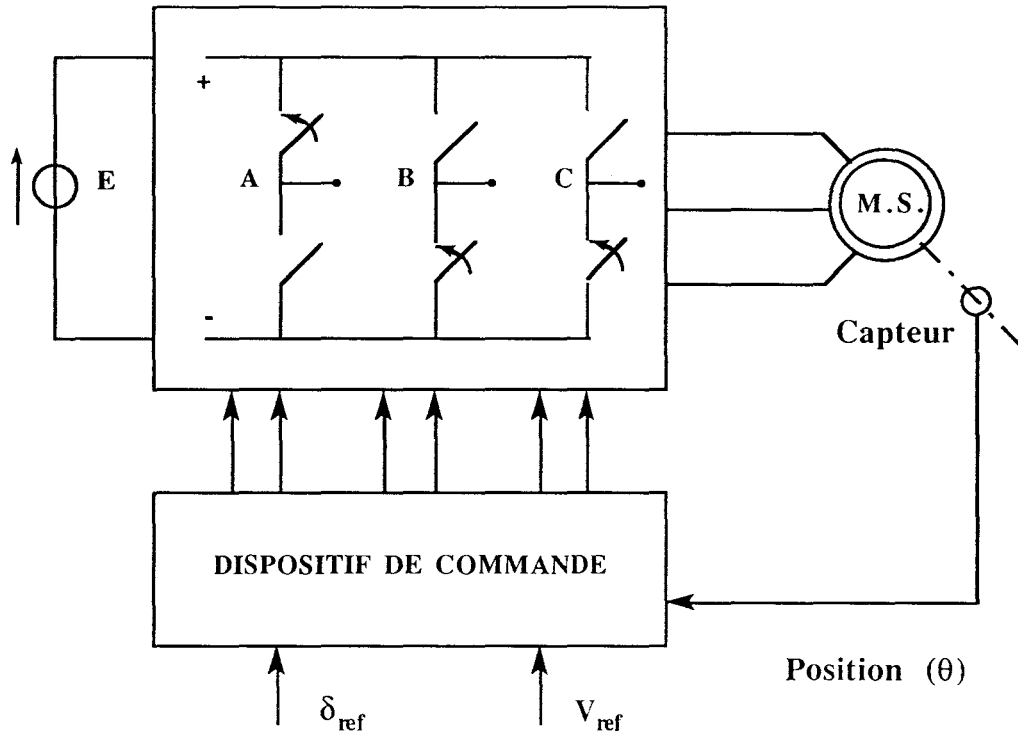 +
E
A
B
C
M.S.
-
Capteur
DISPOSITIF DE COMMANDE
Position (θ)
δref
Vref